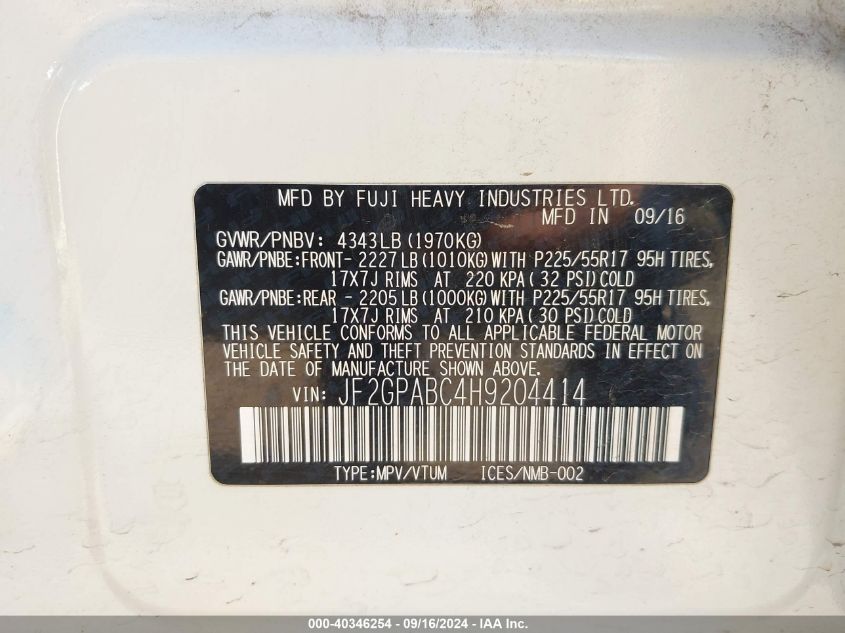 MFD BY FUJI HEAVY INDUSTRIES LTD.
MFD IN 09/16
GVWR/PNBV: 4343LB (1970KG)
GAWR/PNBE:FRONT- 2227LB (1010KG) WITH P225/55R17 95H TIRES,
17X7J RIMS AT 220 KPA ( 32 PSI) COLD
GAWR/PNBE:REAR - 2205LB (1000KG) WITH P225/55R17 95H TIRES,
17X7J RIMS AT 210 KPA ( 30 PSI) COLD
THIS VEHICLE CONFORMS TO ALL APPLICABLE FEDERAL MOTOR
VEHICLE SAFETY AND THEFT PREVENTION STANDARDS IN EFFECT ON
THE DATE OF MANUFACTURE SHOWN ABOVE.
VIN: JF2GPABC4H9204414
TYPE:MPV/VTUM ICES/NMB-002
000-40346254 - 09/16/2024 - IAA Inc.